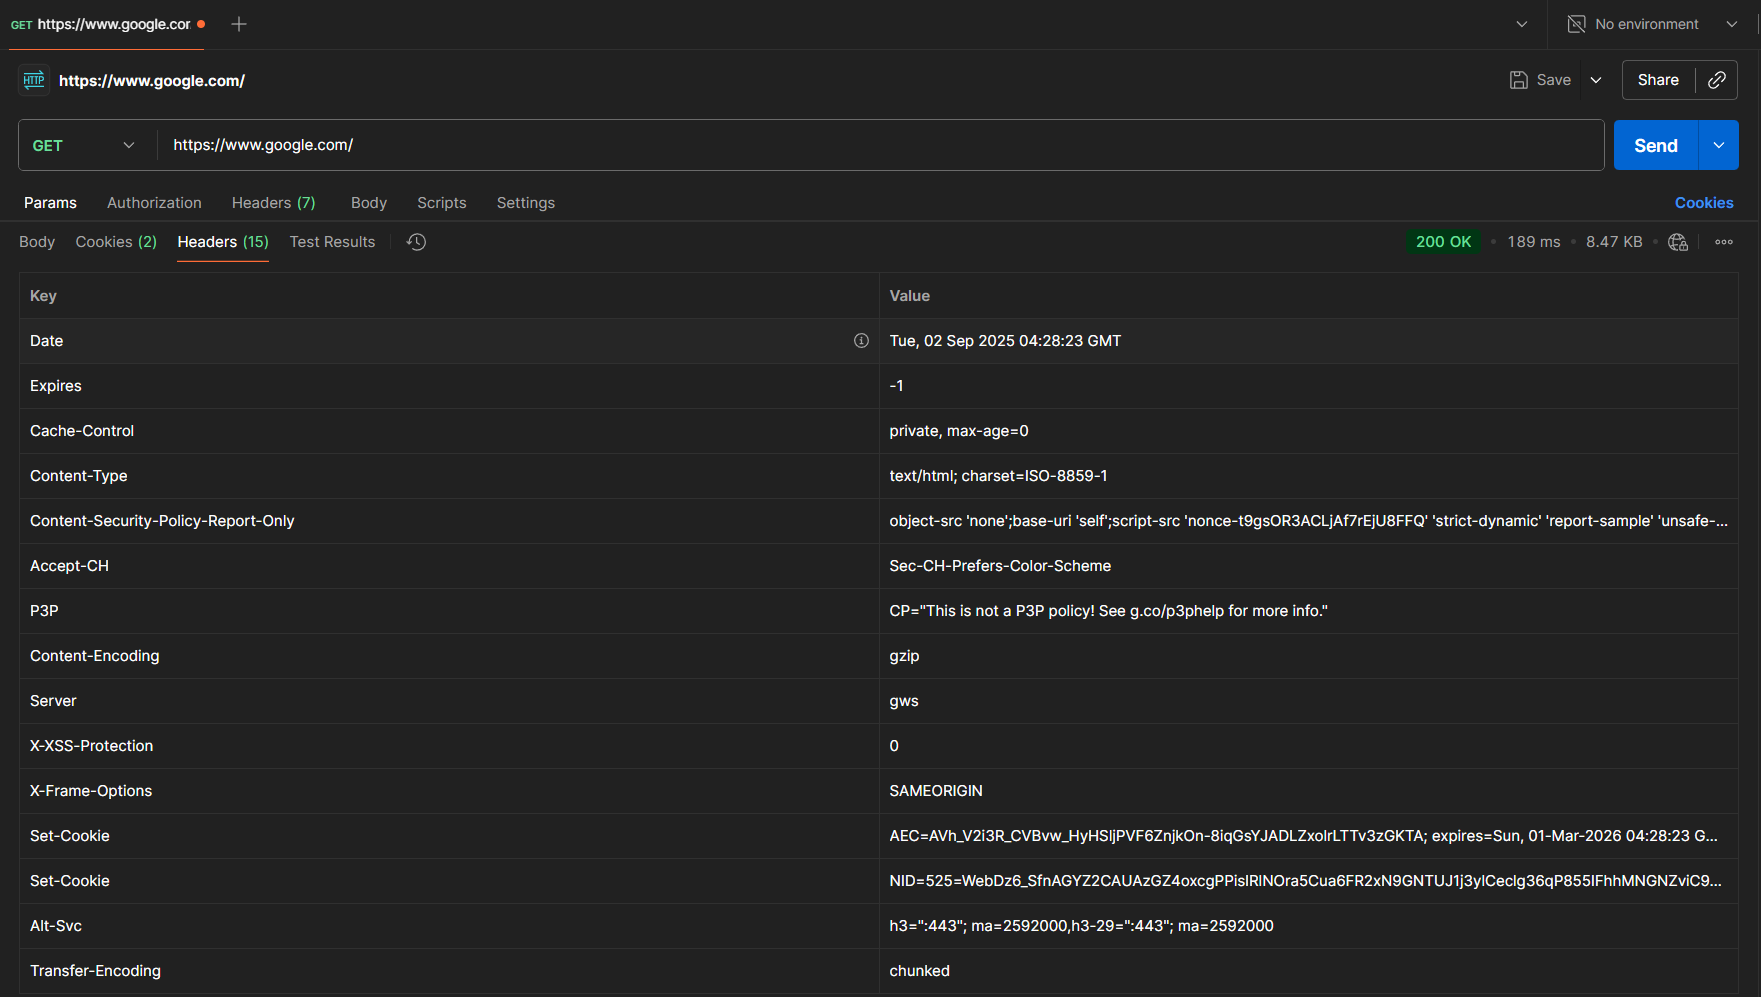 GET https://www.google.cor
No environment
HTTP https://www.google.com/
Save Share
GET https://www.google.com/ Send
Params Authorization Headers (7) Body Scripts Settings Cookies
Body Cookies (2) Headers (15) Test Results 200 OK • 189 ms • 8.47 KB •
Key Value
Date Tue, 02 Sep 2025 04:28:23 GMT
Expires -1
Cache-Control private, max-age=0
Content-Type text/html; charset=ISO-8859-1
Content-Security-Policy-Report-Only object-src 'none';base-uri 'self';script-src 'nonce-t9gsOR3ACLjAf7rEjU8FFQ' 'strict-dynamic' 'report-sample' 'unsafe-...
Accept-CH Sec-CH-Prefers-Color-Scheme
P3P CP="This is not a P3P policy! See g.co/p3phelp for more info."
Content-Encoding gzip
Server gws
X-XSS-Protection 0
X-Frame-Options SAMEORIGIN
Set-Cookie AEC=AVh_V2i3R_CVBvw_HyHSIjPVF6ZnjkOn-8iqGsYJADLZxolrLTTv3zGKTA; expires=Sun, 01-Mar-2026 04:28:23 G...
Set-Cookie NID=525=WebDz6_SfnAGYZ2CAUAzGZ4oxcgPPisIRlNOra5Cua6FR2xN9GNTUJ1j3ylCeclg36qP855IFhhMNGNZviC9...
Alt-Svc h3=":443"; ma=2592000,h3-29=":443"; ma=2592000
Transfer-Encoding chunked